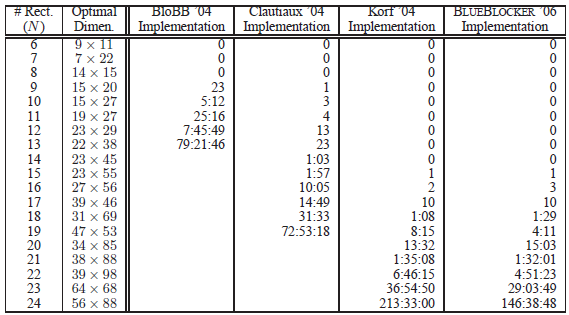 # Rect. Optimal BloBB '04 Clautiaux '04 Korf '04 BLUEBLOCKER '06
(N) Dimen. Implementation Implementation Implementation Implementation
6 9 × 11 0 0 0 0
7 7 × 22 0 0 0 0
8 14 × 15 0 0 0 0
9 15 × 20 23 1 0 0
10 15 × 27 5:12 3 0 0
11 19 × 27 25:16 4 0 0
12 23 × 29 7:45:49 13 0 0
13 22 × 38 79:21:46 23 0 0
14 23 × 45 1:03 0 0
15 23 × 55 1:57 1 1
16 27 × 56 10:05 2 3
17 39 × 46 14:49 10 10
18 31 × 69 31:33 1:08 1:29
19 47 × 53 72:53:18 8:15 4:11
20 34 × 85 13:32 15:03
21 38 × 88 1:35:08 1:32:01
22 39 × 98 6:46:15 4:51:23
23 64 × 68 36:54:50 29:03:49
24 56 × 88 213:33:00 146:38:48